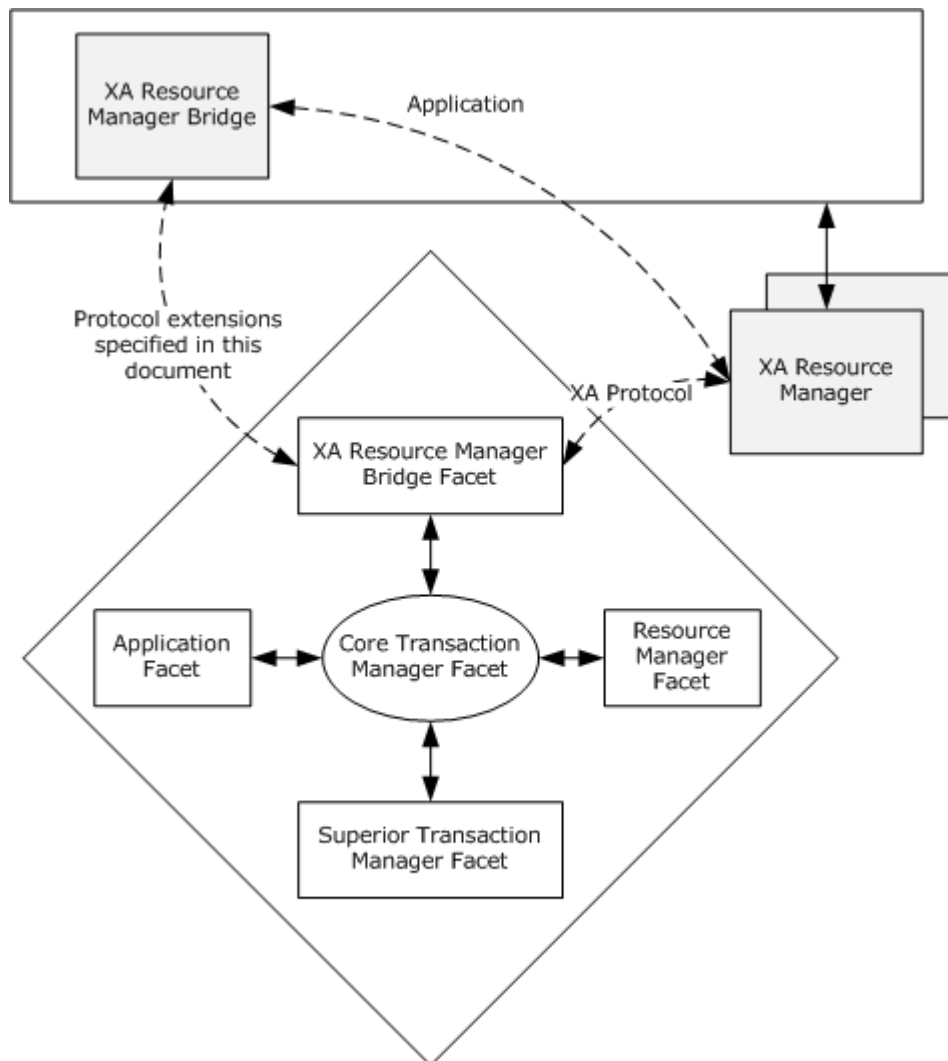 XA Resource
Manager Bridge
Application
Protocol extensions
specified in this
document
XA Resource
Manager
XA Protocol
XA Resource Manager
Bridge Facet
Application
Facet
Core Transaction
Manager Facet
Resource
Manager
Facet
Superior Transaction
Manager Facet